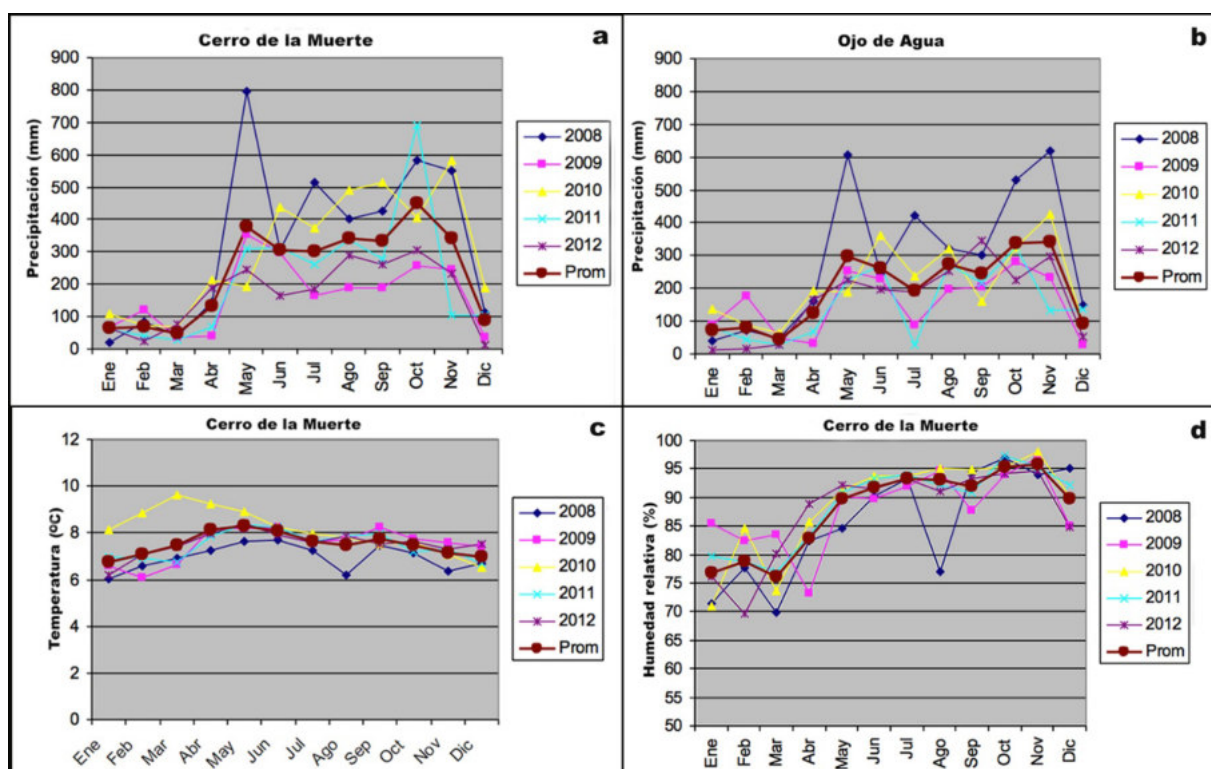 Cerro de la Muerte
a
Precipitación (mm)
900
800
700
600
500
400
300
200
100
0
Ene
Feb
Mar
Abr
May
Jun
Jul
Ago
Sep
Oct
Nov
Dic
2008
2009
2010
2011
2012
Prom
Ojo de Agua
b
Precipitación (mm)
900
800
700
600
500
400
300
200
100
0
Ene
Feb
Mar
Abr
May
Jun
Jul
Ago
Sep
Oct
Nov
Dic
2008
2009
2010
2011
2012
Prom
Cerro de la Muerte
c
Temperatura (ºC)
12
10
8
6
4
2
0
Ene
Feb
Mar
Abr
May
Jun
Jul
Ago
Sep
Oct
Nov
Dic
2008
2009
2010
2011
2012
Prom
Cerro de la Muerte
d
Humedad relativa (%)
100
95
90
85
80
75
70
65
60
55
50
Ene
Feb
Mar
Abr
May
Jun
Jul
Ago
Sep
Oct
Nov
Dic
2008
2009
2010
2011
2012
Prom